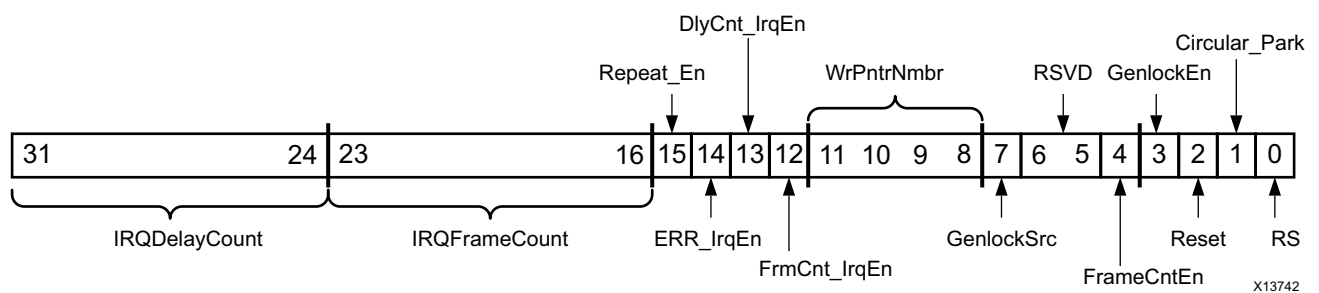 DlyCnt_IrqEn
Circular_Park
Repeat_En WrPntrNmbr RSVD GenlockEn
31 24 23 16 15 14 13 12 11 10 9 8 7 6 5 4 3 2 1 0
IRQDelayCount IRQFrameCount ERR_IrqEn GenlockSrc Reset RS
FrmCnt_IrqEn FrameCntEn
X13742